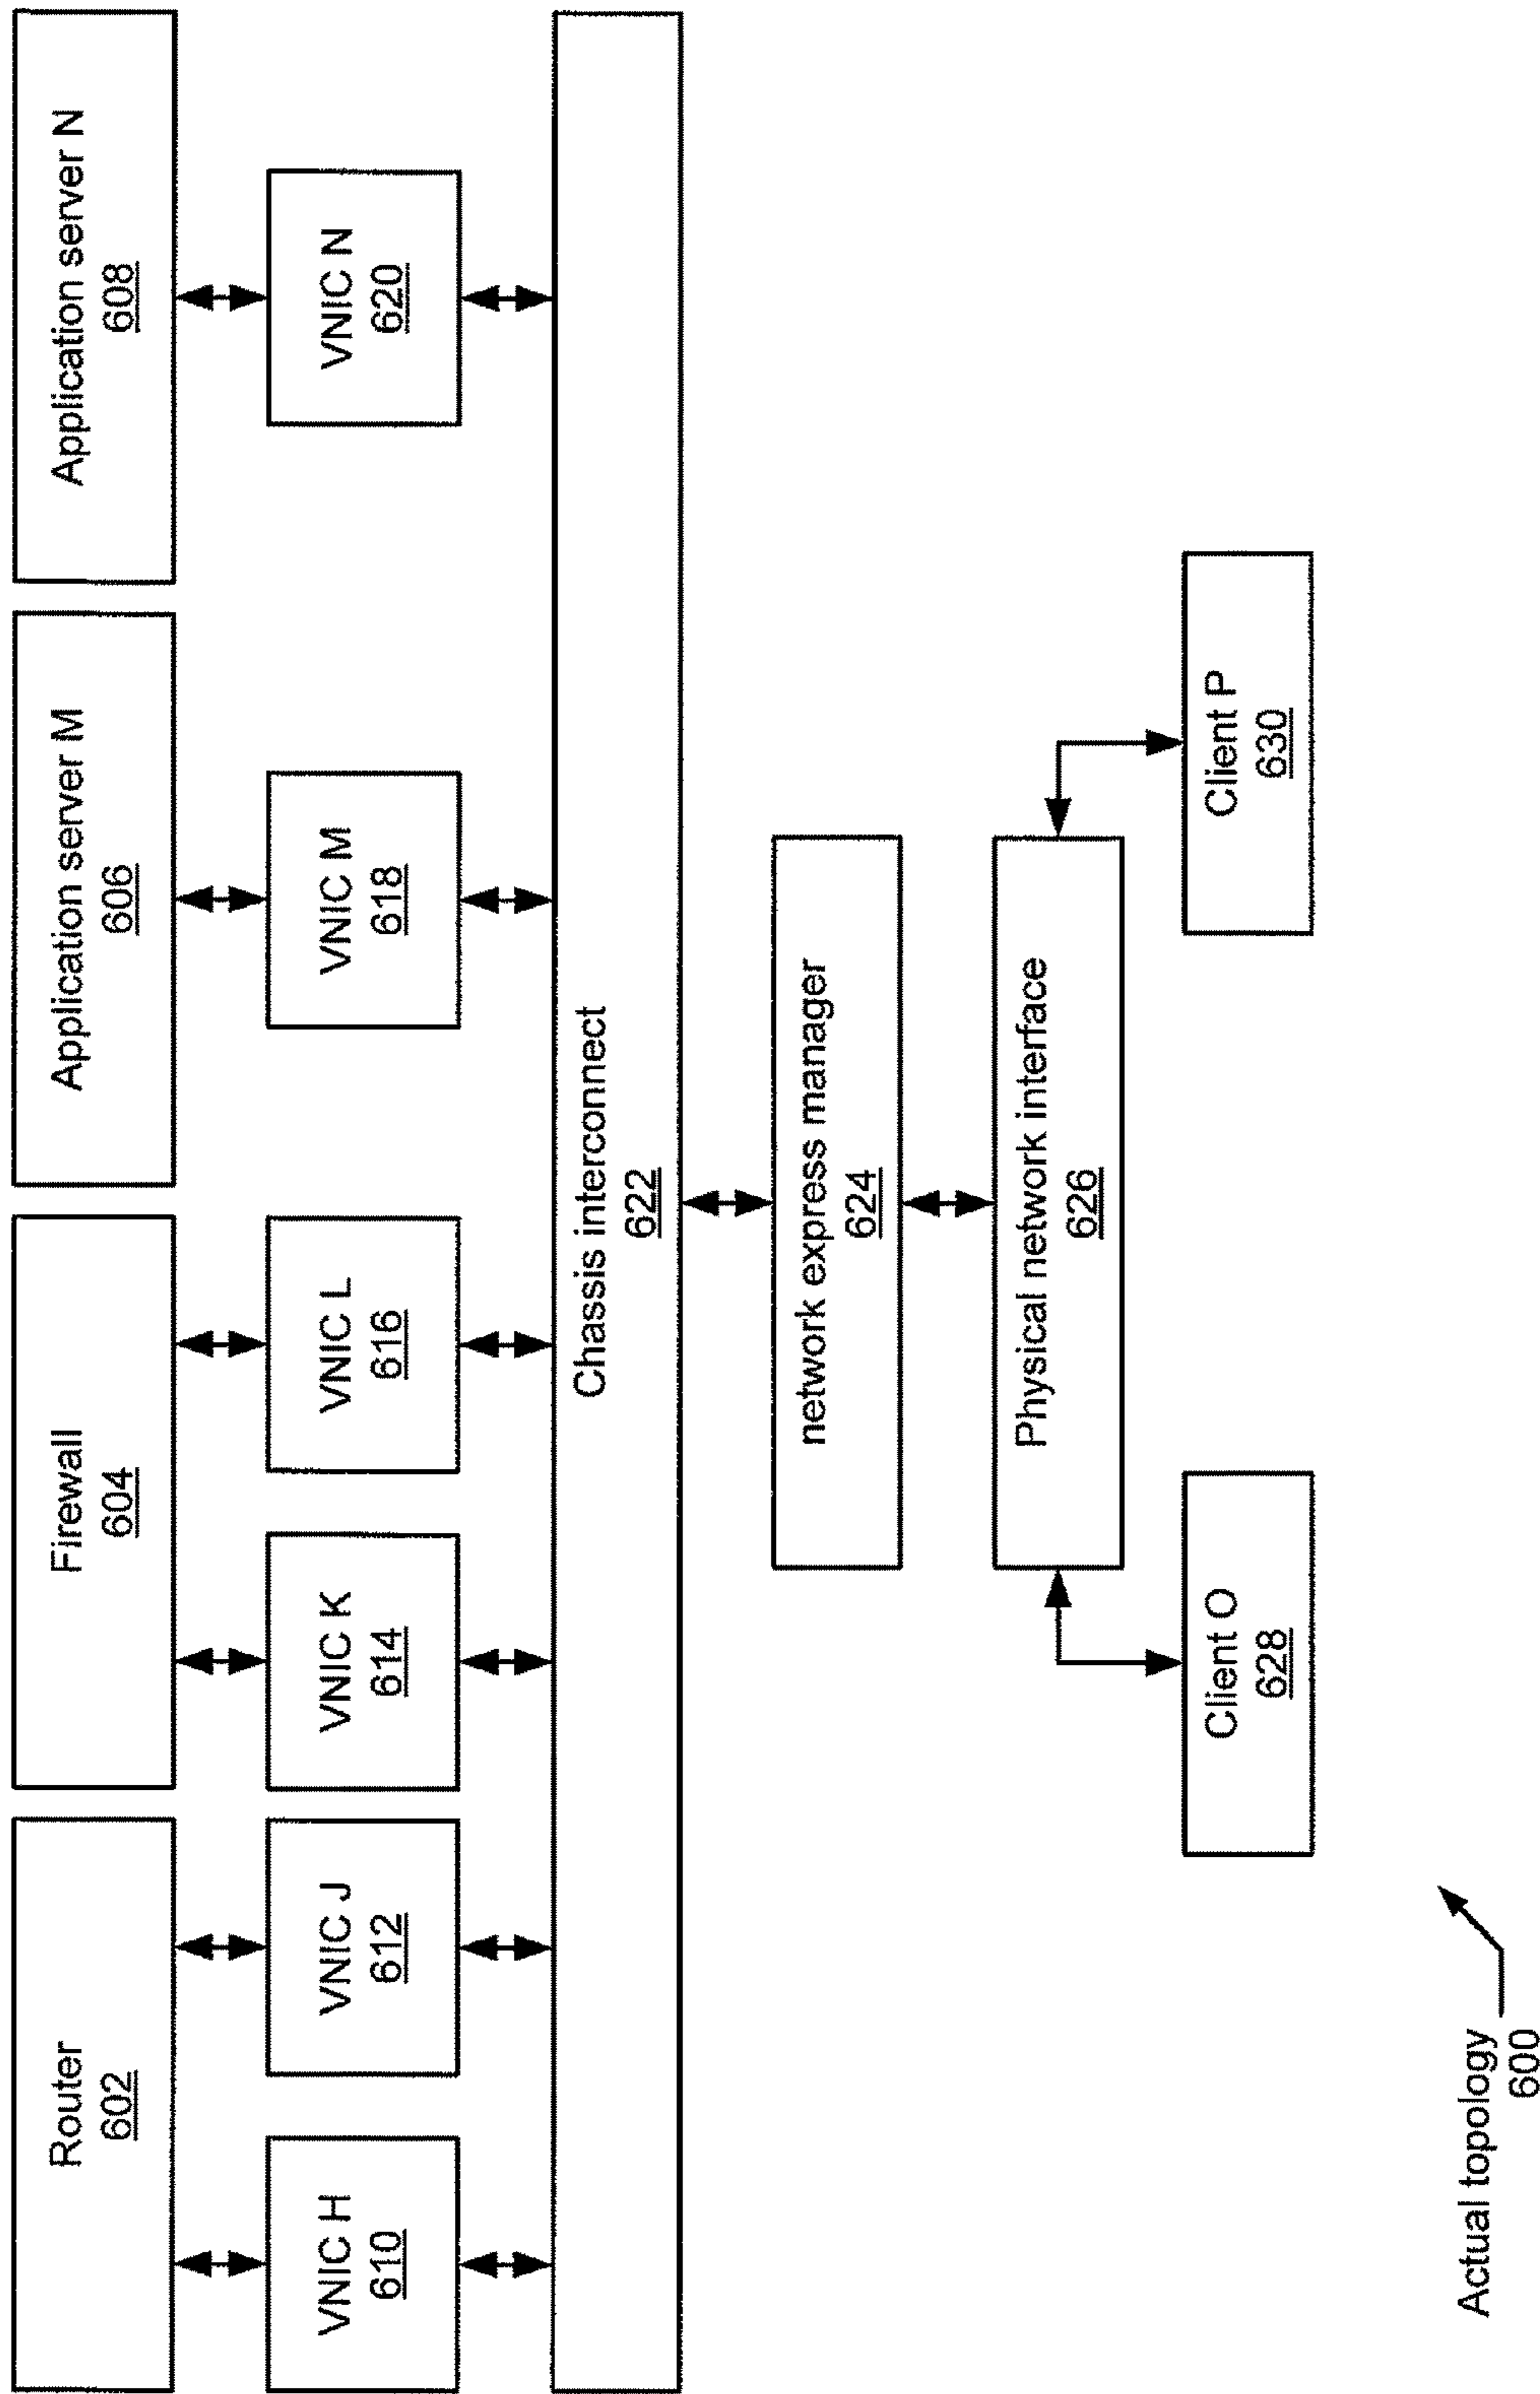 Router
602
Firewall
604
Application server M
606
Application server N
608
VNIC H
610
VNIC J
612
VNIC K
614
VNIC L
616
VNIC M
618
VNIC N
620
Chassis interconnect
622
network express manager
624
Physical network interface
626
Client O
628
Client P
630
Actual topology
600